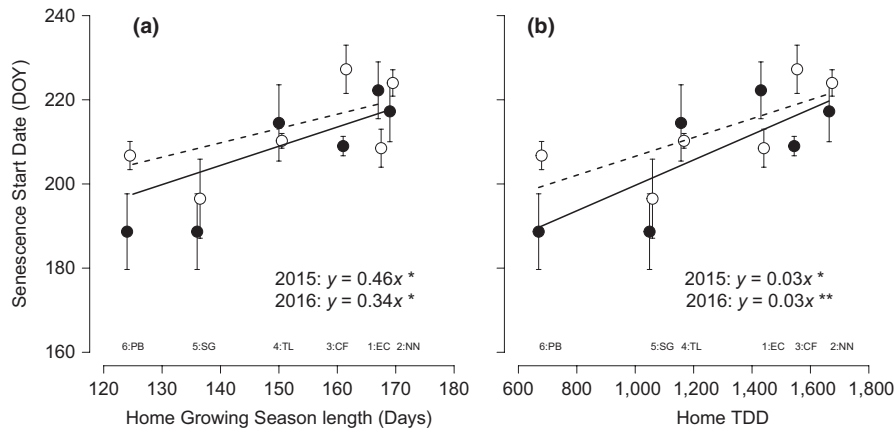 (a)
(b)
Senescence Start Date (DOY)
240
220
200
180
160
2015: y = 0.46x *
2016: y = 0.34x *
2015: y = 0.03x *
2016: y = 0.03x **
6:PB 5:SG 4:TL 3:CF 1:EC 2:NN
6:PB 5:SG 4:TL 1:EC 3:CF 2:NN
120 130 140 150 160 170 180
600 800 1,000 1,200 1,400 1,600 1,800
Home Growing Season length (Days)
Home TDD